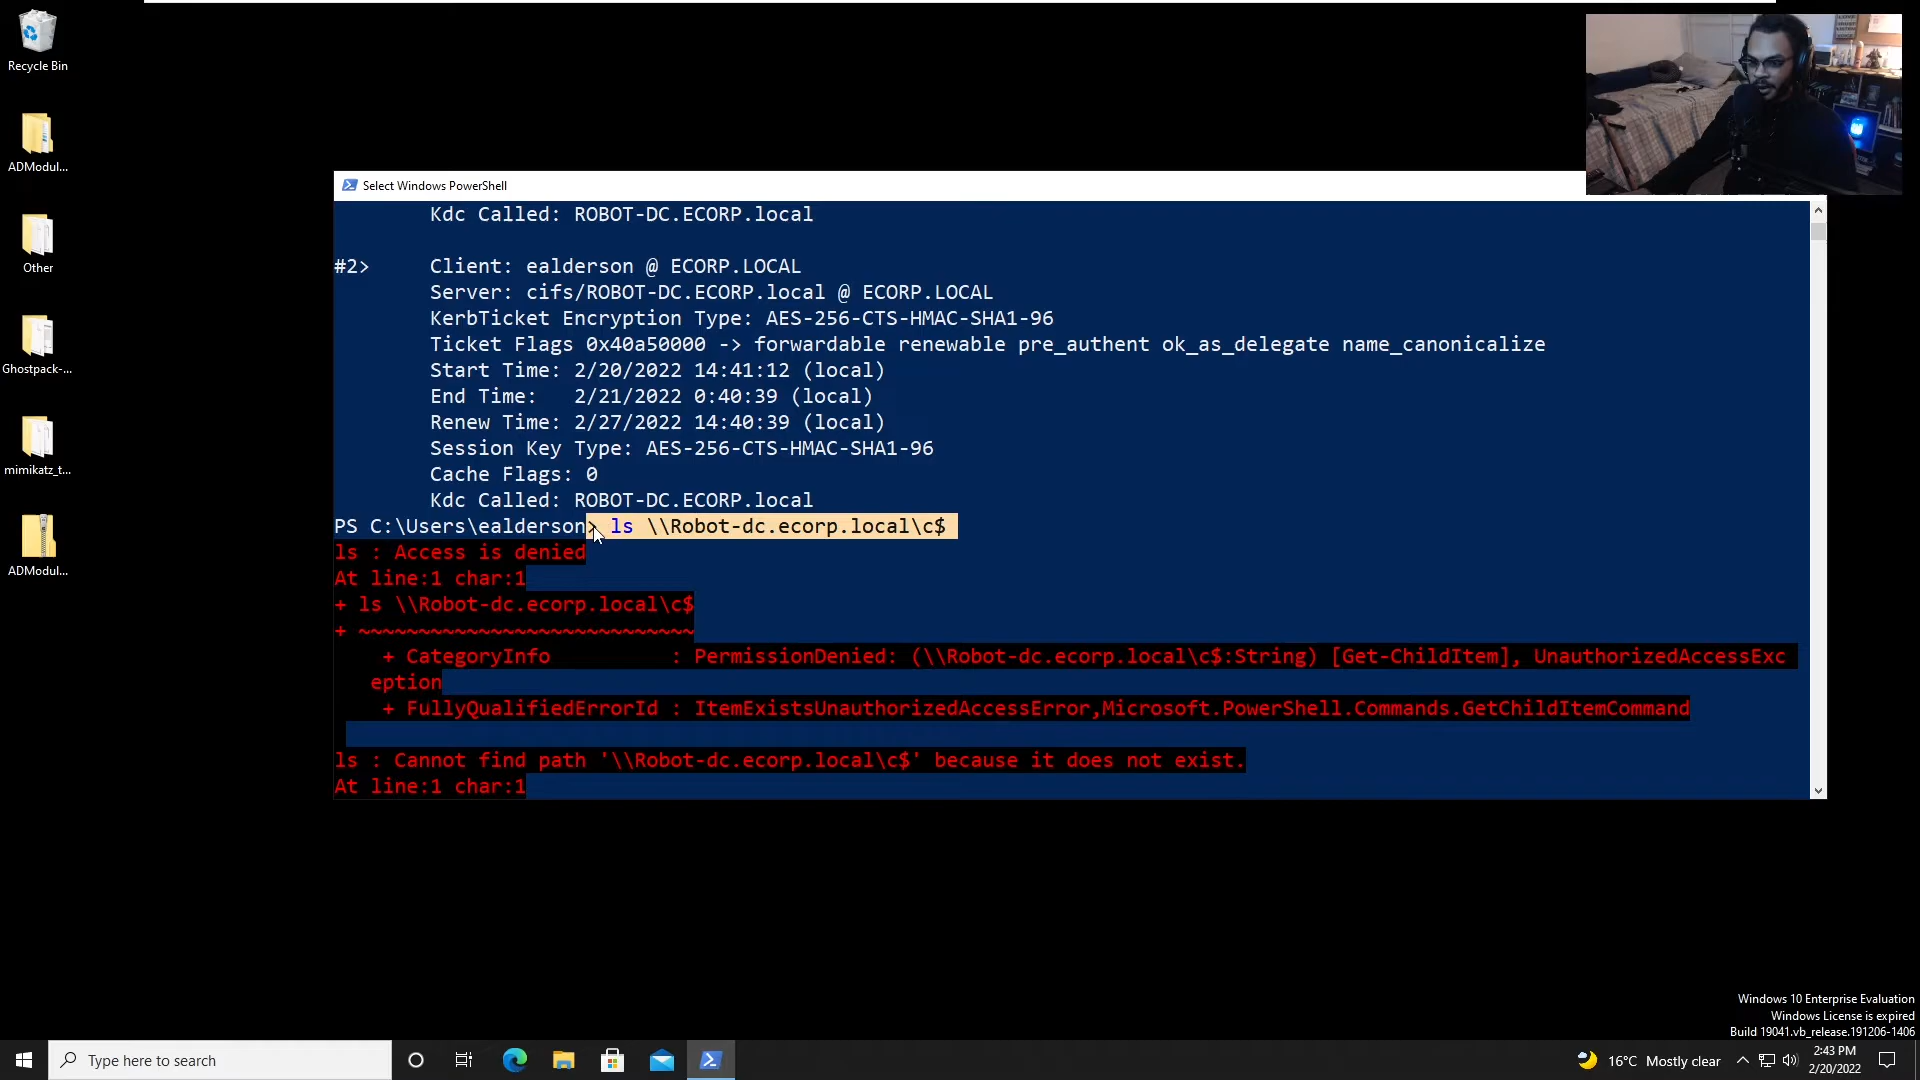 Recycle Bin
ADModul...
Other
Ghostpack-...
mimikatz_t...
ADModul...
Select Windows PowerShell
Kdc Called: ROBOT-DC.ECORP.local
#2> Client: ealderson @ ECORP.LOCAL
Server: cifs/ROBOT-DC.ECORP.local @ ECORP.LOCAL
KerbTicket Encryption Type: AES-256-CTS-HMAC-SHA1-96
Ticket Flags 0x40a50000 -> forwardable renewable pre_authent ok_as_delegate name_canonicalize
Start Time: 2/20/2022 14:41:12 (local)
End Time: 2/21/2022 0:40:39 (local)
Renew Time: 2/27/2022 14:40:39 (local)
Session Key Type: AES-256-CTS-HMAC-SHA1-96
Cache Flags: 0
Kdc Called: ROBOT-DC.ECORP.local
PS C:\Users\ealderson> ls \\Robot-dc.ecorp.local\c$
ls : Access is denied
At line:1 char:1
+ ls \\Robot-dc.ecorp.local\c$
+ ~~~~~~~~~~~~~~~~~~~~~~~~~~~~
+ CategoryInfo : PermissionDenied: (\\Robot-dc.ecorp.local\c$:String) [Get-ChildItem], UnauthorizedAccessExc
eption
+ FullyQualifiedErrorId : ItemExistsUnauthorizedAccessError,Microsoft.PowerShell.Commands.GetChildItemCommand
ls : Cannot find path '\\Robot-dc.ecorp.local\c$' because it does not exist.
At line:1 char:1
Windows 10 Enterprise Evaluation
Windows License is expired
Build 19041.vb_release.191206-1406
Type here to search
16°C Mostly clear
2:43 PM
2/20/2022